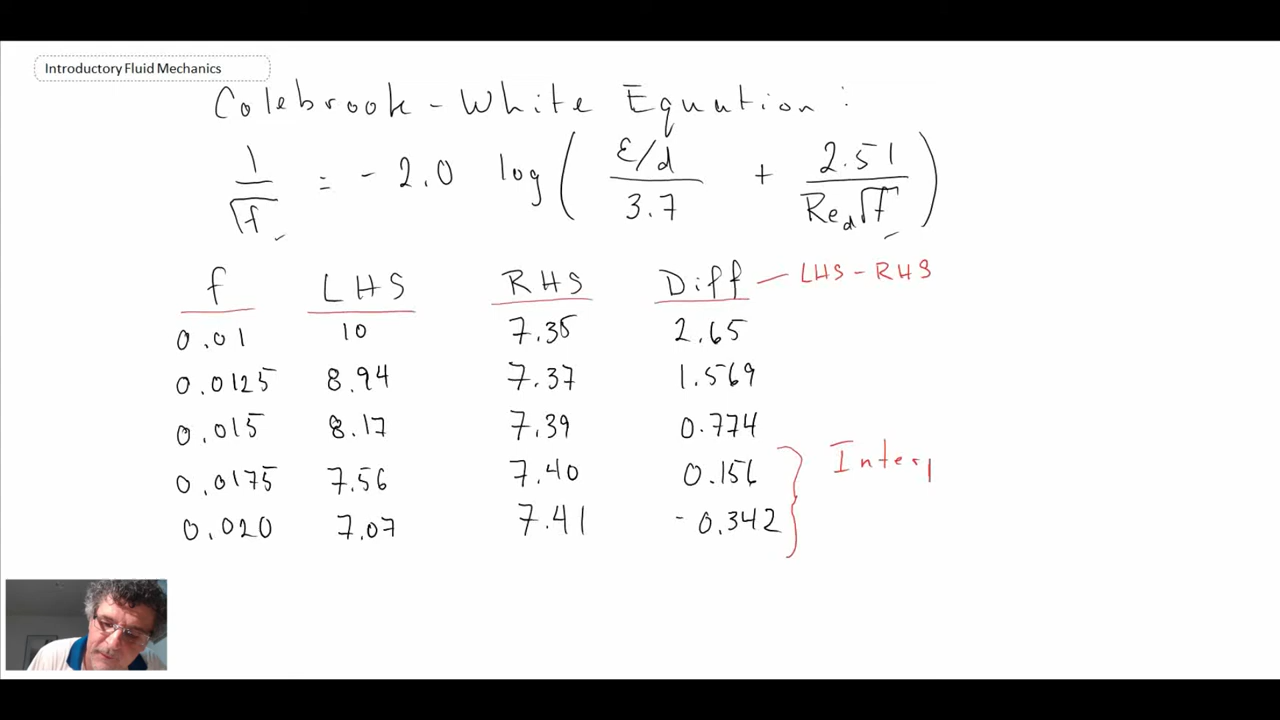 Introductory Fluid Mechanics
Colebrook - White Equation :
1/√f = - 2.0 log ( ε/d / 3.7 + 2.51 / Re_d √f )
f LHS RHS Diff — LHS - RHS
0.01 10 7.35 2.65
0.0125 8.94 7.37 1.569
0.015 8.17 7.39 0.774
0.0175 7.56 7.40 0.156 Interp
0.020 7.07 7.41 - 0.342